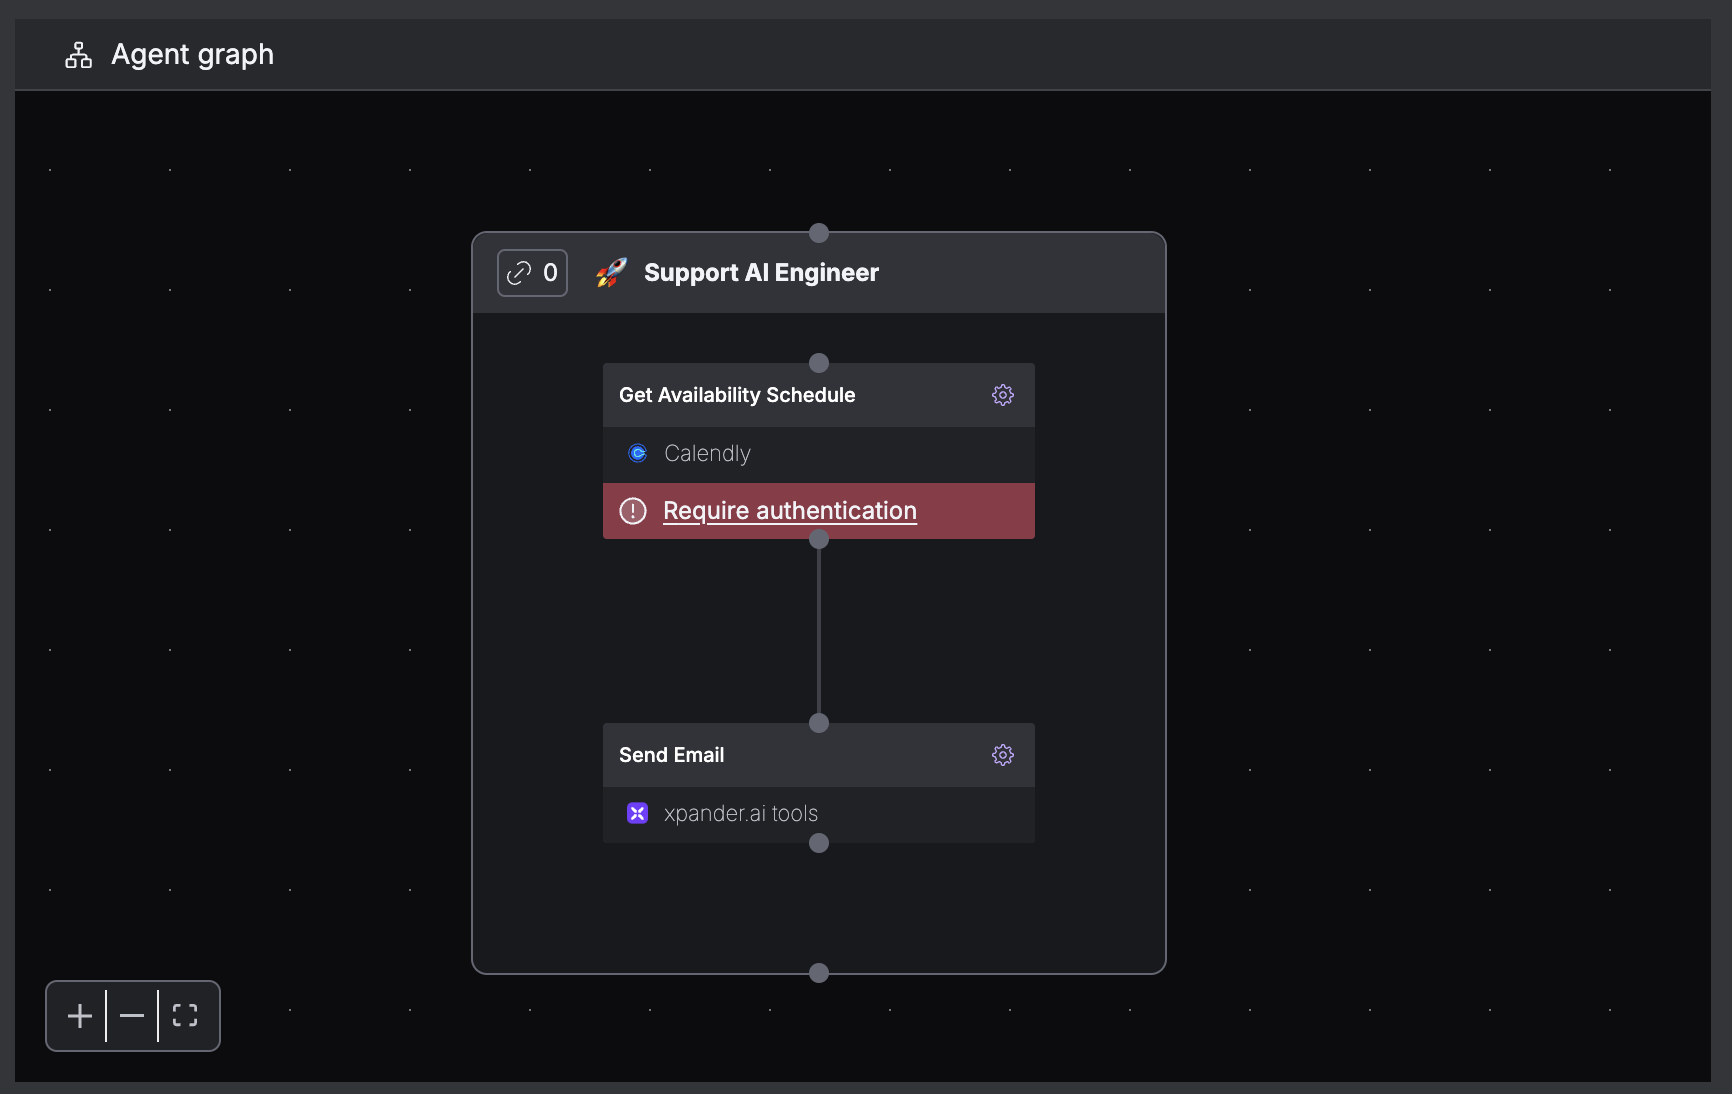 Agent graph
0
Support AI Engineer
Get Availability Schedule
Calendly
Require authentication
Send Email
xpander.ai tools